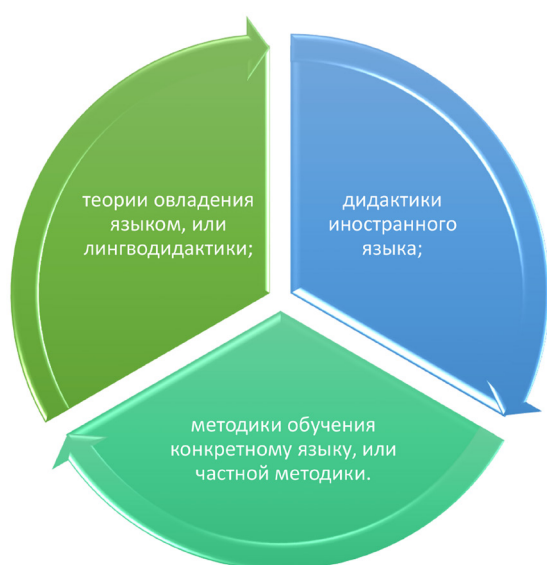 теории овладения
языком, или
лингводидактики;
дидактики
иностранного
языка;
методики обучения
конкретному языку, или
частной методики.